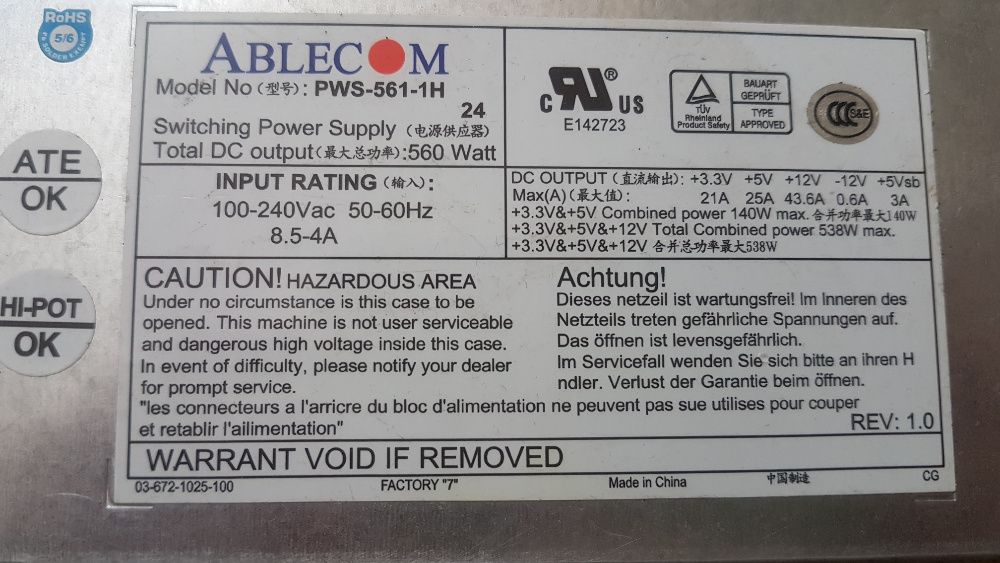 RoHS
5/6
Pb SOLDER EXEMPT
ATE
OK
HI-POT
OK
ABLECOM
Model No (型号): PWS-561-1H
24
Switching Power Supply (电源供应器)
Total DC output(最大总功率):560 Watt
C RU ® US
E142723
TÜV
Rheinland
Product Safety
BAUART
GEPRÜFT
TYPE
APPROVED
CCC S&E
INPUT RATING (输入):
100-240Vac 50-60Hz
8.5-4A
DC OUTPUT (直流输出): +3.3V +5V +12V -12V +5Vsb
Max(A) (最大值): 21A 25A 43.6A 0.6A 3A
+3.3V&+5V Combined power 140W max. 合并功率最大140W
+3.3V&+5V&+12V Total Combined power 538W max.
+3.3V&+5V&+12V 合并总功率最大538W
CAUTION! HAZARDOUS AREA
Under no circumstance is this case to be
opened. This machine is not user serviceable
and dangerous high voltage inside this case.
In event of difficulty, please notify your dealer
for prompt service.
Achtung!
Dieses netzeil ist wartungsfrei! Im Inneren des
Netzteils treten gefährliche Spannungen auf.
Das öffnen ist levensgefährlich.
Im Servicefall wenden Sie sich bitte an ihren H
ndler. Verlust der Garantie beim öffnen.
"les connecteurs a l'arricre du bloc d'alimentation ne peuvent pas sue utilises pour couper
et retablir l'ailimentation"
REV: 1.0
WARRANT VOID IF REMOVED
03-672-1025-100 FACTORY "7" Made in China 中国制造 CG